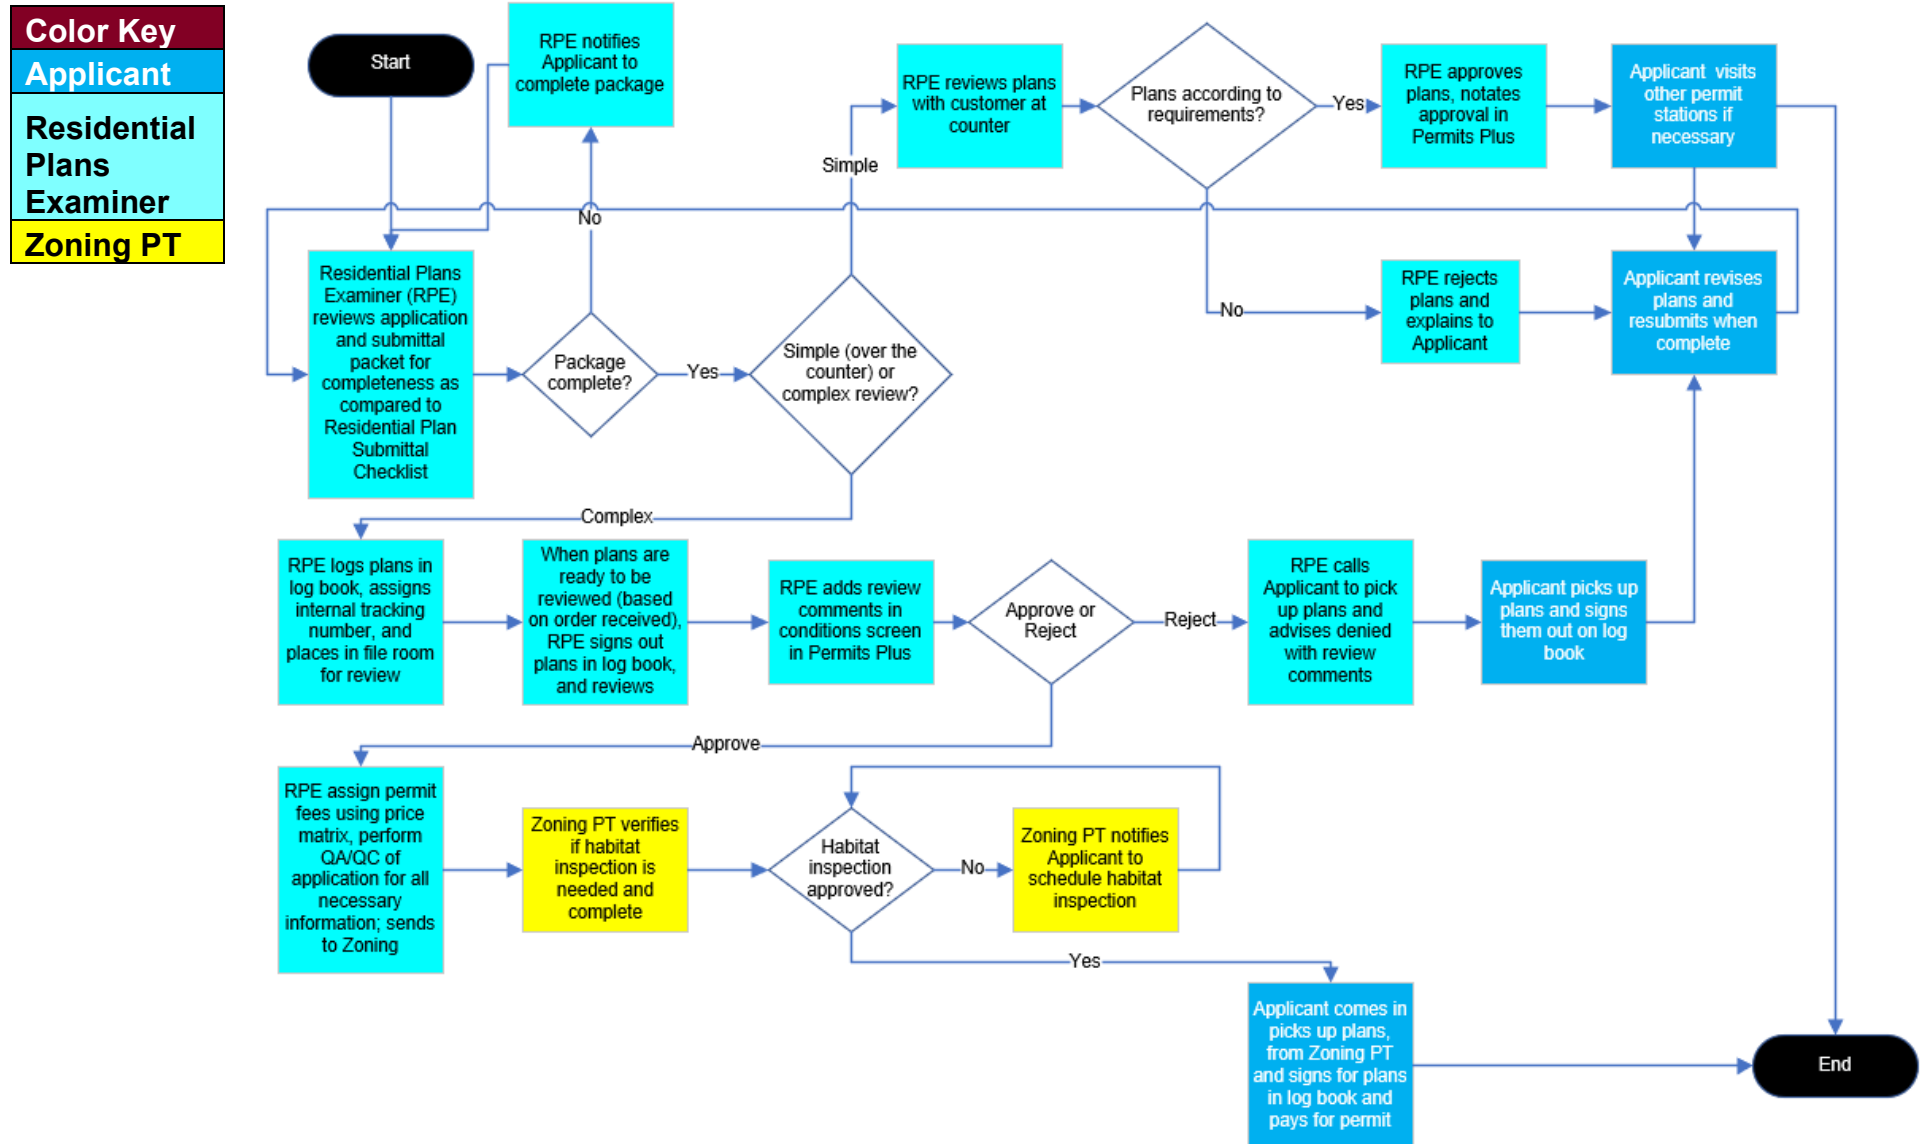 Color Key
Applicant
Residential
Plans
Examiner
Zoning PT
Start
RPE notifies
Applicant to
complete package
No
Residential Plans
Examiner (RPE)
reviews application
and submittal
packet for
completeness as
compared to
Residential Plan
Submittal
Checklist
Package
complete?
Yes
Simple (over the
counter) or
complex review?
Simple
RPE reviews plans
with customer at
counter
Plans according to
requirements?
Yes
RPE approves
plans, notates
approval in
Permits Plus
Applicant visits
other permit
stations if
necessary
No
RPE rejects
plans and
explains to
Applicant
Applicant revises
plans and
resubmits when
complete
Complex
RPE logs plans in
log book, assigns
internal tracking
number, and
places in file room
for review
When plans are
ready to be
reviewed (based
on order received),
RPE signs out
plans in log book,
and reviews
RPE adds review
comments in
conditions screen
in Permits Plus
Approve or
Reject
Reject
RPE calls
Applicant to pick
up plans and
advises denied
with review
comments
Applicant picks up
plans and signs
them out on log
book
Approve
RPE assign permit
fees using price
matrix, perform
QA/QC of
application for all
necessary
information; sends
to Zoning
Zoning PT verifies
if habitat
inspection is
needed and
complete
Habitat
inspection
approved?
No
Zoning PT notifies
Applicant to
schedule habitat
inspection
Yes
Applicant comes in
picks up plans,
from Zoning PT
and signs for plans
in log book and
pays for permit
End